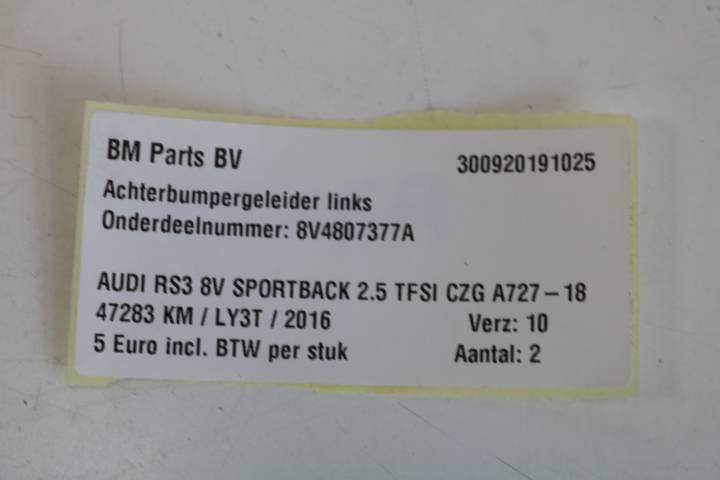 BM Parts BV 300920191025
Achterbumpergeleider links
Onderdeelnummer: 8V4807377A
AUDI RS3 8V SPORTBACK 2.5 TFSI CZG A727 – 18
47283 KM / LY3T / 2016 Verz: 10
5 Euro incl. BTW per stuk Aantal: 2